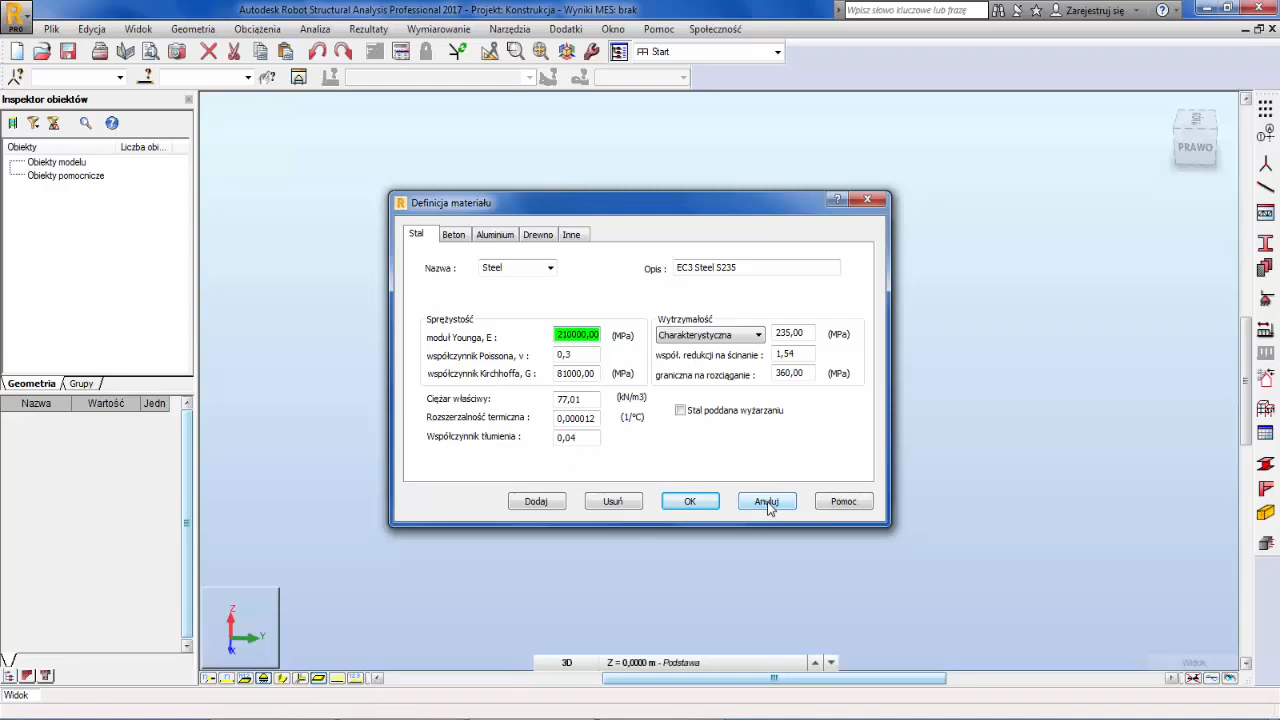 Autodesk Robot Structural Analysis Professional 2017 - Projekt: Konstrukcja - Wyniki MES: brak
Wpisz słowo kluczowe lub frazę
Zarejestruj się
PRO
Plik Edycja Widok Geometria Obciążenia Analiza Rezultaty Wymiarowanie Narzędzia Dodatki Okno Pomoc Społeczność
Start
Inspektor obiektów
Obiekty Liczba obi...
Obiekty modelu
Obiekty pomocnicze
PRAWO
Definicja materiału
Stal Beton Aluminium Drewno Inne
Nazwa : Steel Opis : EC3 Steel S235
Sprężystość Wytrzymałość
moduł Younga, E : 210000,00 (MPa) Charakterystyczna 235,00 (MPa)
współczynnik Poissona, ν : 0,3 współ. redukcji na ścinanie : 1,54
współczynnik Kirchhoffa, G : 81000,00 (MPa) graniczna na rozciąganie : 360,00 (MPa)
Ciężar właściwy: 77,01 (kN/m3)
Stal poddana wyżarzaniu
Rozszerzalność termiczna : 0,000012 (1/°C)
Współczynnik tłumienia : 0,04
Dodaj Usuń OK Anuluj Pomoc
Geometria Grupy
Nazwa Wartość Jedn
Z
Y
X
3D Z = 0,0000 m - Podstawa
Widok
Widok